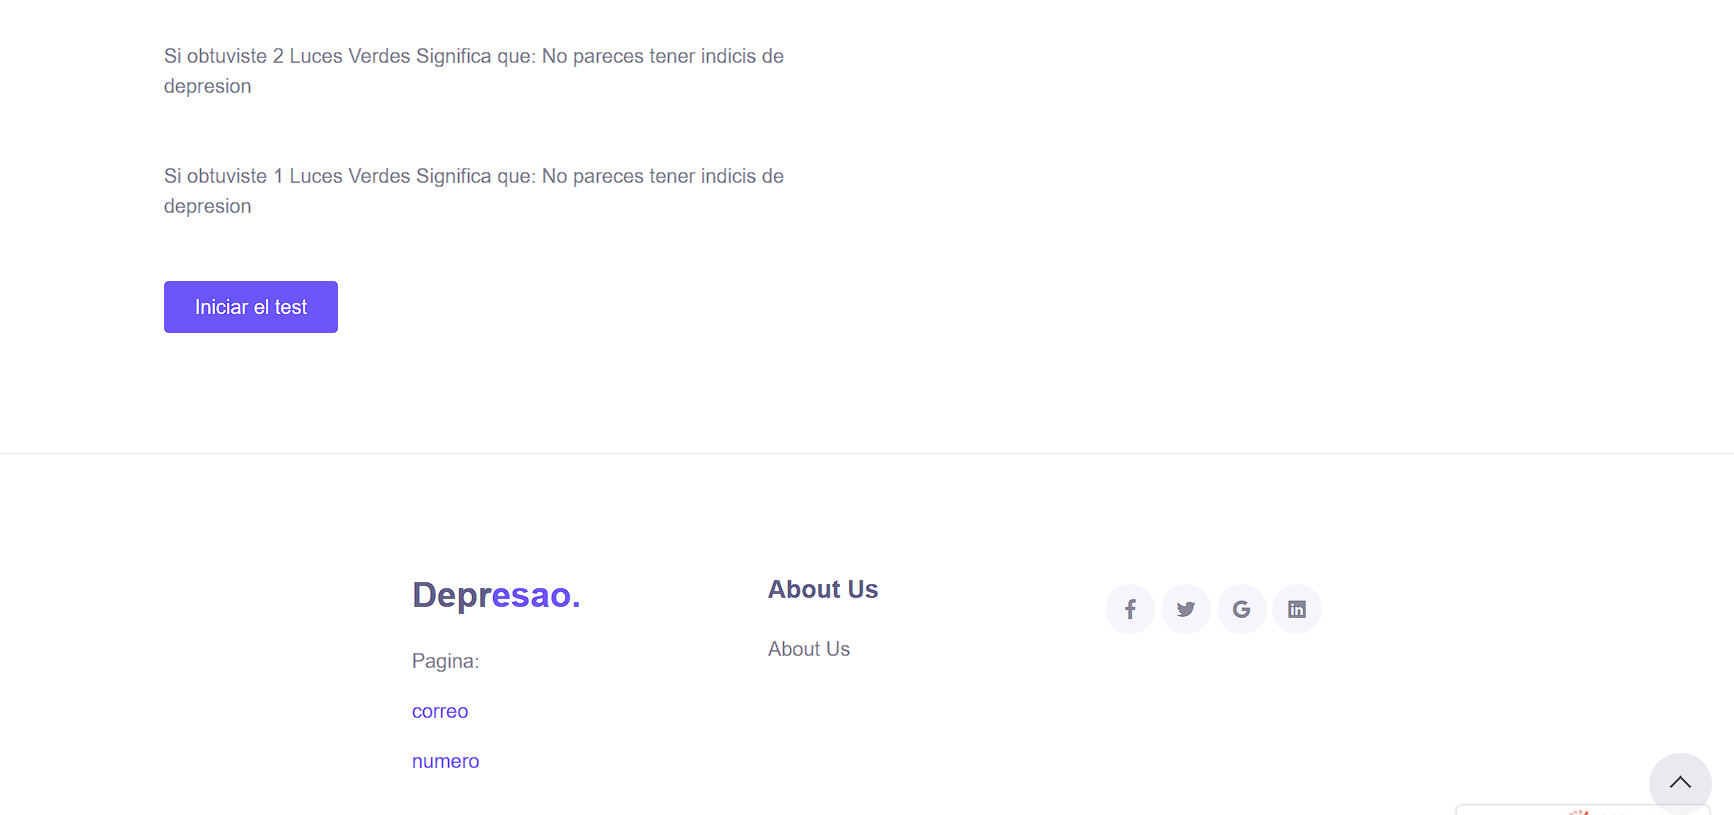 Si obtuviste 2 Luces Verdes Significa que: No pareces tener indicis de
depresion
Si obtuviste 1 Luces Verdes Significa que: No pareces tener indicis de
depresion
Iniciar el test
Depresao.
Pagina:
correo
numero
About Us
About Us